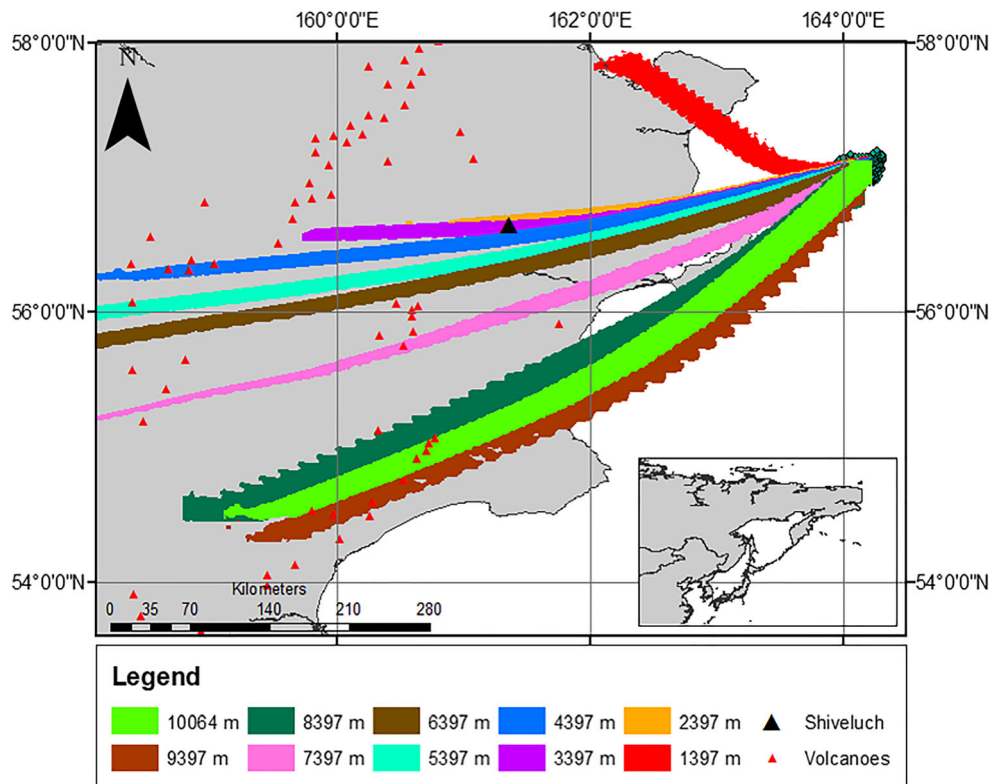 160°0'0"E 162°0'0"E 164°0'0"E
58°0'0"N 58°0'0"N
N
56°0'0"N 56°0'0"N
54°0'0"N 54°0'0"N
Kilometers
0 35 70 140 210 280
Legend
10064 m 8397 m 6397 m 4397 m 2397 m Shiveluch
9397 m 7397 m 5397 m 3397 m 1397 m Volcanoes